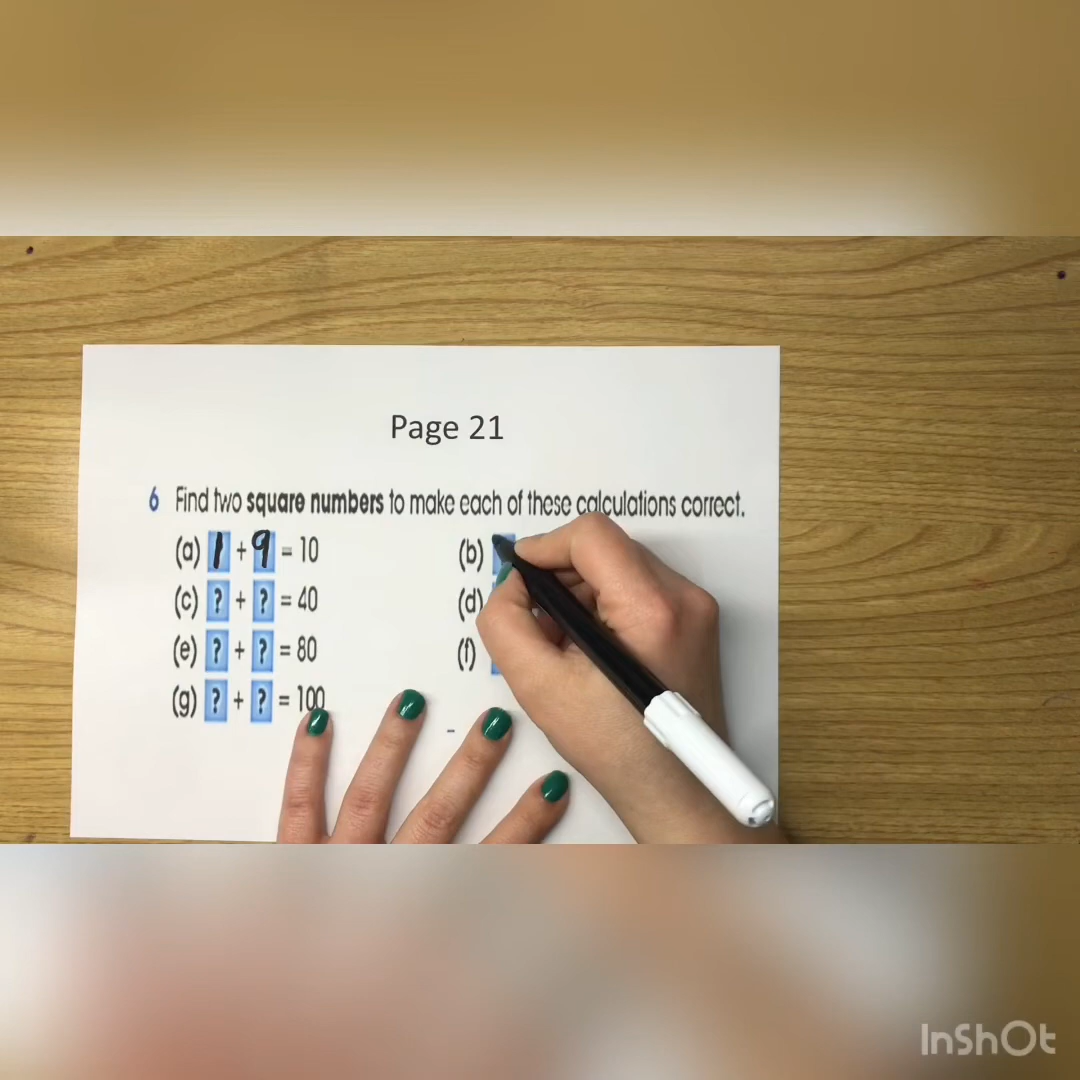 Page 21
6 Find two square numbers to make each of these calculations correct.
(a) 1 + 9 = 10 (b)
(c) ? + ? = 40 (d)
(e) ? + ? = 80 (f)
(g) ? + ? = 100
InShOt